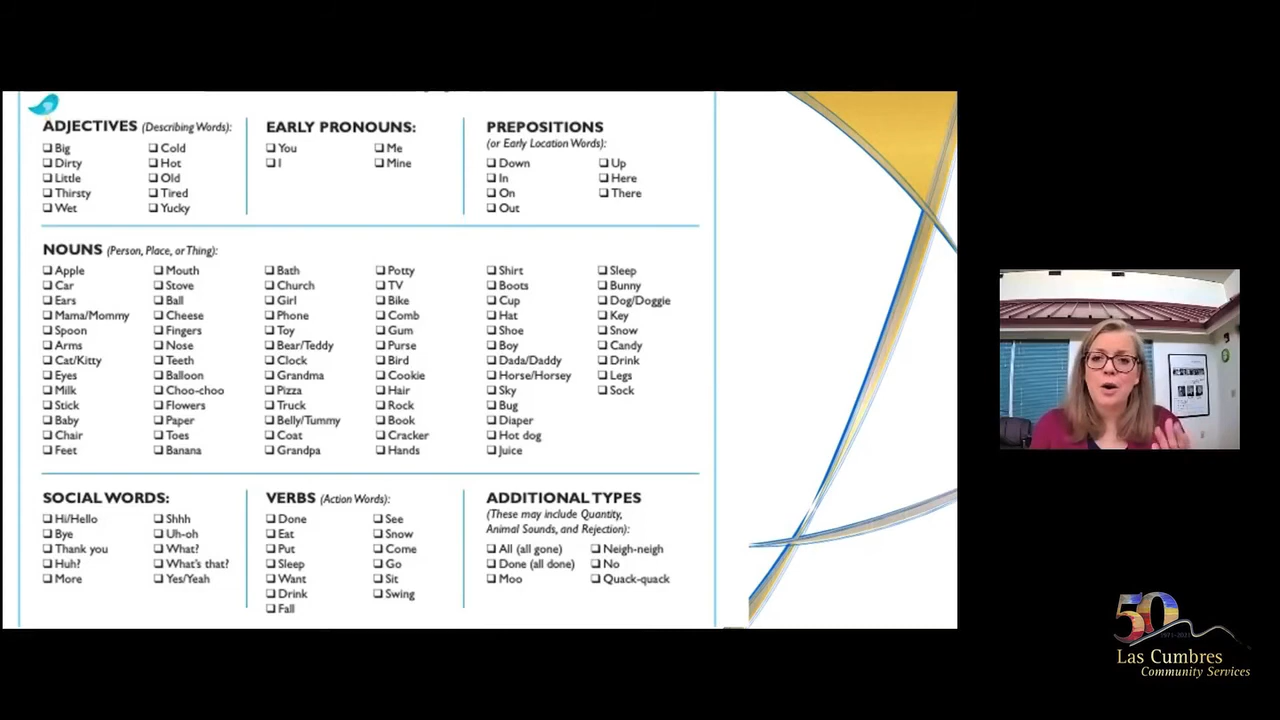 ADJECTIVES (Describing Words):
❑ Big ❑ Cold
❑ Dirty ❑ Hot
❑ Little ❑ Old
❑ Thirsty ❑ Tired
❑ Wet ❑ Yucky
EARLY PRONOUNS:
❑ You ❑ Me
❑ I ❑ Mine
PREPOSITIONS
(or Early Location Words):
❑ Down ❑ Up
❑ In ❑ Here
❑ On ❑ There
❑ Out
NOUNS (Person, Place, or Thing):
❑ Apple ❑ Mouth ❑ Bath ❑ Potty ❑ Shirt ❑ Sleep
❑ Car ❑ Stove ❑ Church ❑ TV ❑ Boots ❑ Bunny
❑ Ears ❑ Ball ❑ Girl ❑ Bike ❑ Cup ❑ Dog/Doggie
❑ Mama/Mommy ❑ Cheese ❑ Phone ❑ Comb ❑ Hat ❑ Key
❑ Spoon ❑ Fingers ❑ Toy ❑ Gum ❑ Shoe ❑ Snow
❑ Arms ❑ Nose ❑ Bear/Teddy ❑ Purse ❑ Boy ❑ Candy
❑ Cat/Kitty ❑ Teeth ❑ Clock ❑ Bird ❑ Dada/Daddy ❑ Drink
❑ Eyes ❑ Balloon ❑ Grandma ❑ Cookie ❑ Horse/Horsey ❑ Legs
❑ Milk ❑ Choo-choo ❑ Pizza ❑ Hair ❑ Sky ❑ Sock
❑ Stick ❑ Flowers ❑ Truck ❑ Rock ❑ Bug
❑ Baby ❑ Paper ❑ Belly/Tummy ❑ Book ❑ Diaper
❑ Chair ❑ Toes ❑ Coat ❑ Cracker ❑ Hot dog
❑ Feet ❑ Banana ❑ Grandpa ❑ Hands ❑ Juice
SOCIAL WORDS:
❑ Hi/Hello ❑ Shhh
❑ Bye ❑ Uh-oh
❑ Thank you ❑ What?
❑ Huh? ❑ What's that?
❑ More ❑ Yes/Yeah
VERBS (Action Words):
❑ Done ❑ See
❑ Eat ❑ Snow
❑ Put ❑ Come
❑ Sleep ❑ Go
❑ Want ❑ Sit
❑ Drink ❑ Swing
❑ Fall
ADDITIONAL TYPES
(These may include Quantity,
Animal Sounds, and Rejection):
❑ All (all gone) ❑ Neigh-neigh
❑ Done (all done) ❑ No
❑ Moo ❑ Quack-quack
50
1971-2021
Las Cumbres
Community Services